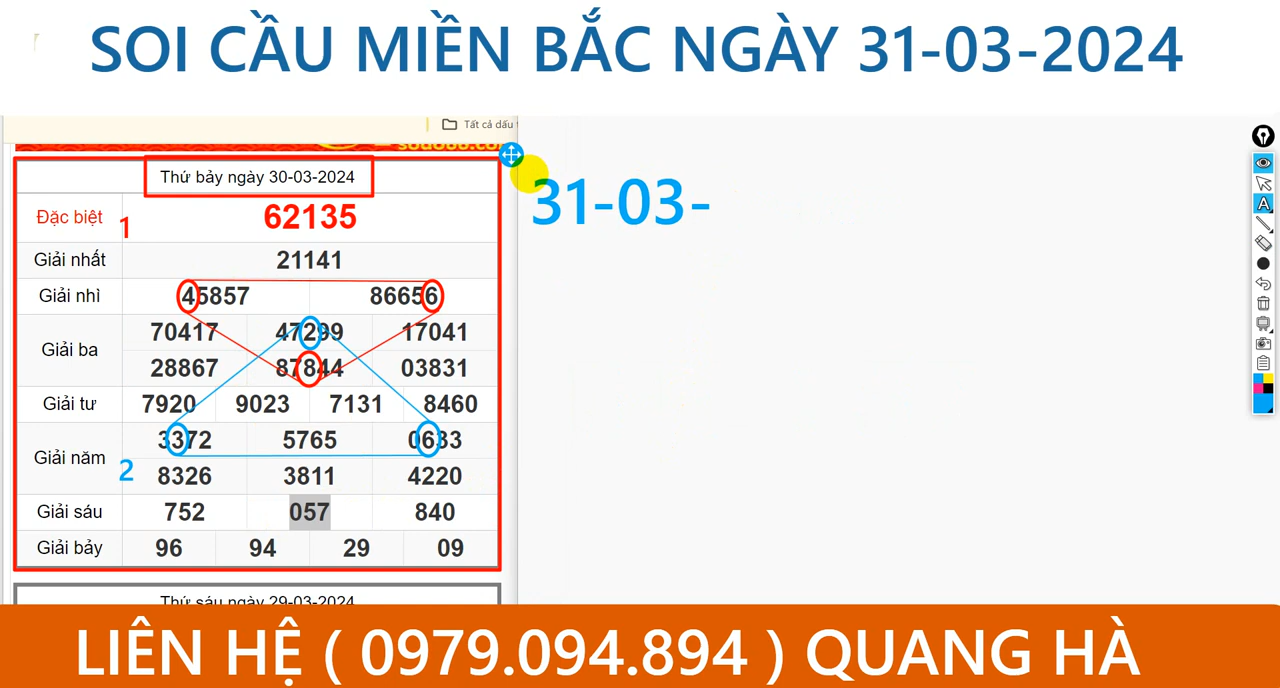 SOI CẦU MIỀN BẮC NGÀY 31-03-2024
Tất cả dấu
Thứ bảy ngày 30-03-2024
Đặc biệt 1 62135
Giải nhất 21141
Giải nhì 45857 86656
Giải ba 70417 47299 17041
28867 87844 03831
Giải tư 7920 9023 7131 8460
Giải năm 3372 5765 0633
2 8326 3811 4220
Giải sáu 752 057 840
Giải bảy 96 94 29 09
Thứ sáu ngày 29-03-2024
31-03-
A
LIÊN HỆ ( 0979.094.894 ) QUANG HÀ